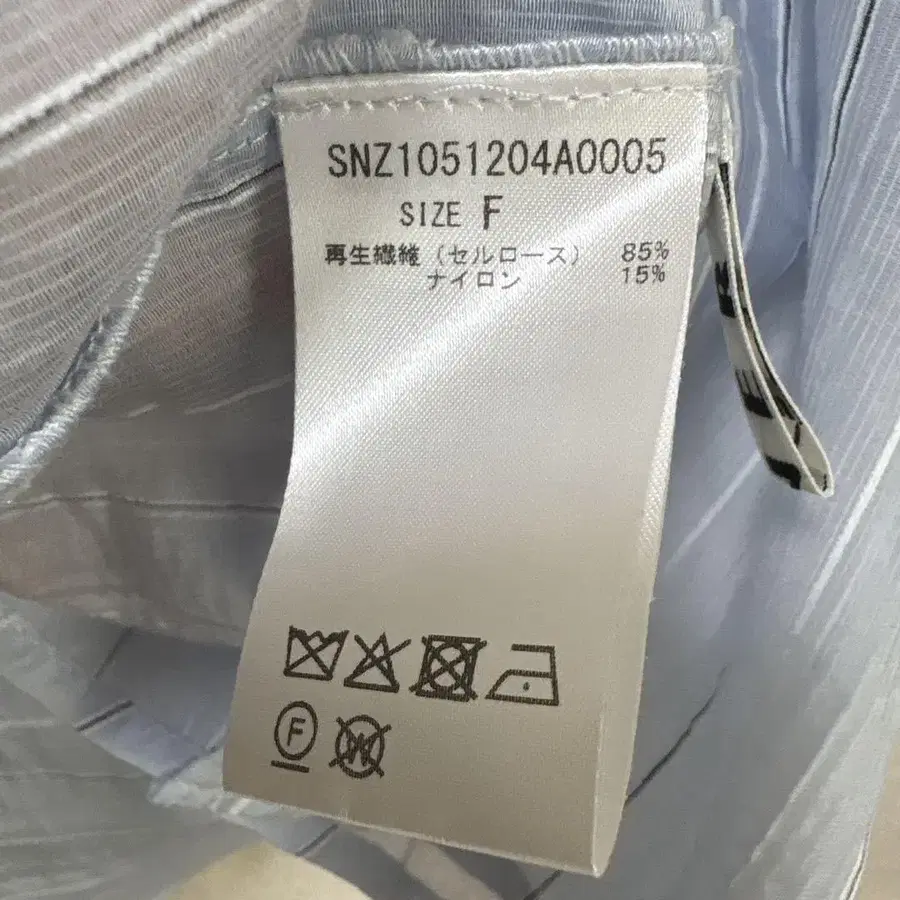 SNZ1051204A0005
SIZE F
再生繊維(セルロース) 85%
ナイロン 15%
F
W